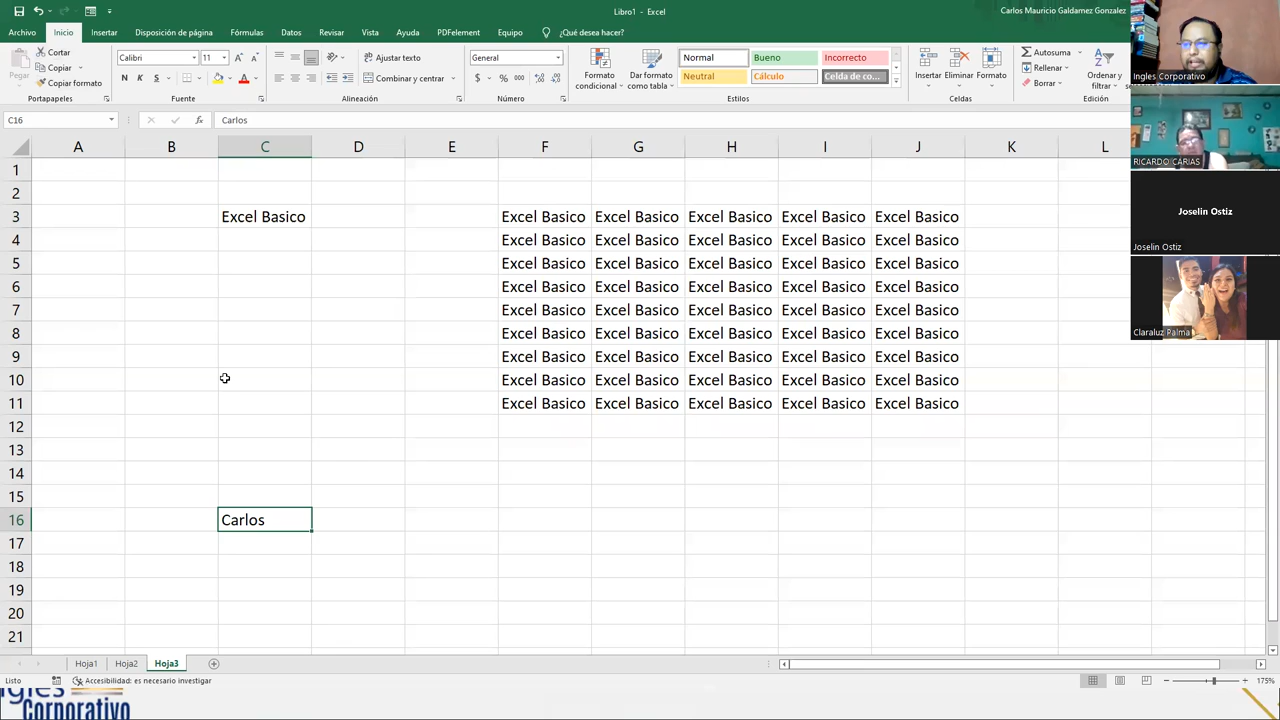 Libro1 - Excel
Carlos Mauricio Galdamez Gonzalez
Archivo Inicio Insertar Disposición de página Fórmulas Datos Revisar Vista Ayuda PDFelement Equipo ¿Qué desea hacer?
Pegar
Cortar
Copiar
Copiar formato
Portapapeles
Calibri 11
N K S
Fuente
Ajustar texto
Combinar y centrar
Alineación
General
$ % 000
Número
Formato condicional
Dar formato como tabla
Normal Bueno Incorrecto
Neutral Cálculo Celda de co...
Estilos
Insertar Eliminar Formato
Celdas
Autosuma
Rellenar
Borrar
Ordenar y filtrar
Edición
C16 fx Carlos
A B C D E F G H I J K L
1
2
3 Excel Basico Excel Basico Excel Basico Excel Basico Excel Basico Excel Basico
4 Excel Basico Excel Basico Excel Basico Excel Basico Excel Basico
5 Excel Basico Excel Basico Excel Basico Excel Basico Excel Basico
6 Excel Basico Excel Basico Excel Basico Excel Basico Excel Basico
7 Excel Basico Excel Basico Excel Basico Excel Basico Excel Basico
8 Excel Basico Excel Basico Excel Basico Excel Basico Excel Basico
9 Excel Basico Excel Basico Excel Basico Excel Basico Excel Basico
10 Excel Basico Excel Basico Excel Basico Excel Basico Excel Basico
11 Excel Basico Excel Basico Excel Basico Excel Basico Excel Basico
12
13
14
15
16 Carlos
17
18
19
20
21
Hoja1 Hoja2 Hoja3
Listo Accesibilidad: es necesario investigar 175%
Ingles Corporativo
RICARDO CARIAS
Joselin Ostiz
Joselin Ostiz
Claraluz Palma
Corporativo